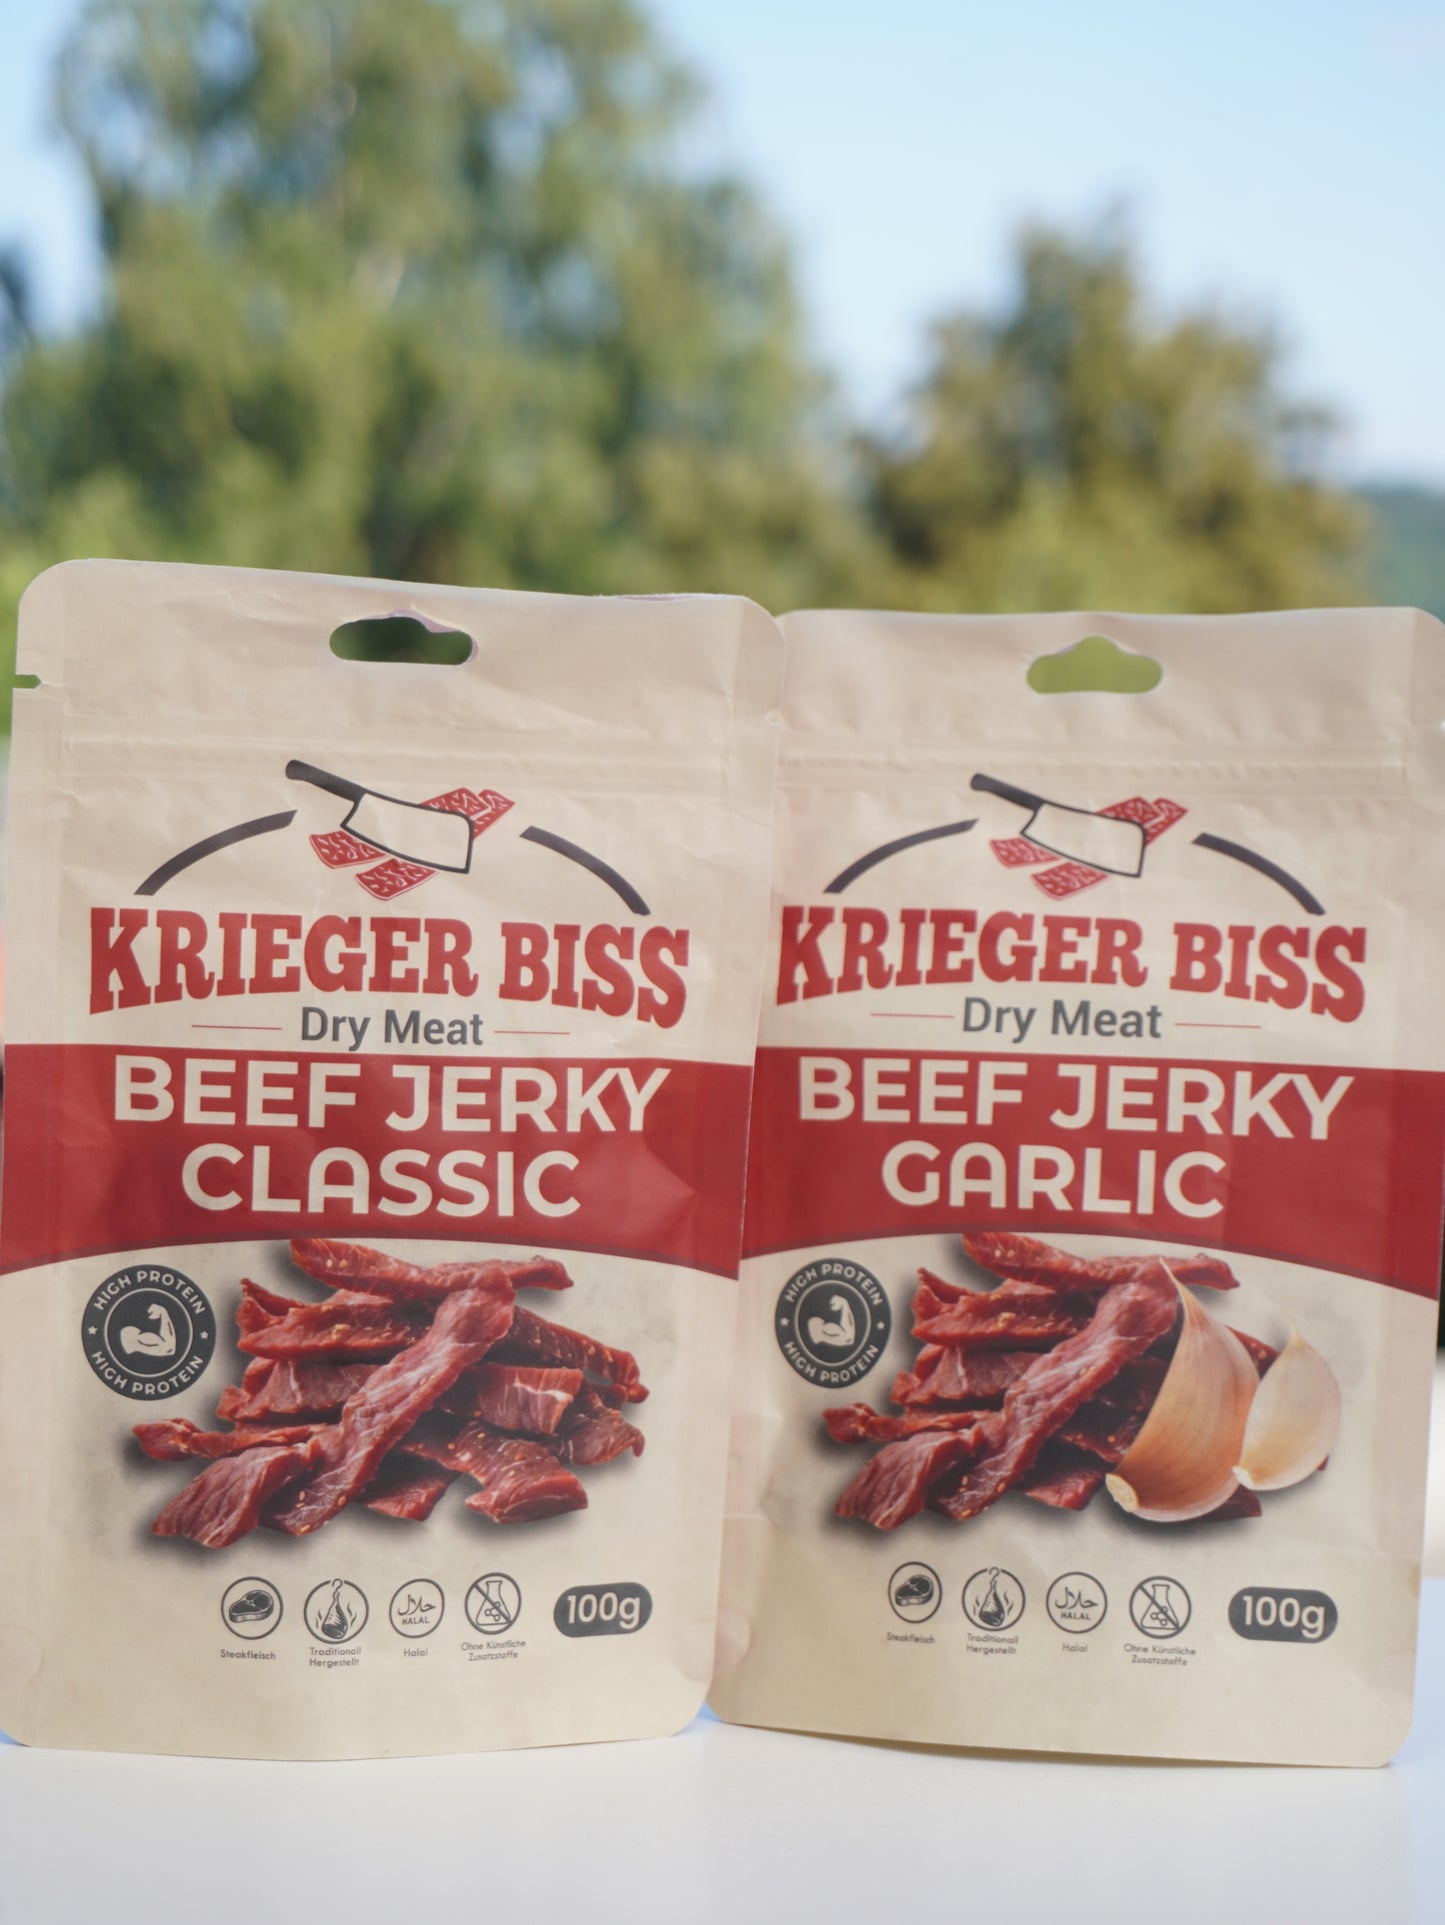 KRIEGER BISS
Dry Meat
BEEF JERKY
CLASSIC
HIGH PROTEIN
HIGH PROTEIN
حلال
HALAL
Steakfleisch
Traditionall
Hergestellt
Halal
Ohne Künstliche
Zusatzstoffe
100g
KRIEGER BISS
Dry Meat
BEEF JERKY
GARLIC
HIGH PROTEIN
HIGH PROTEIN
حلال
HALAL
Steakfleisch
Traditionall
Hergestellt
Halal
Ohne Künstliche
Zusatzstoffe
100g